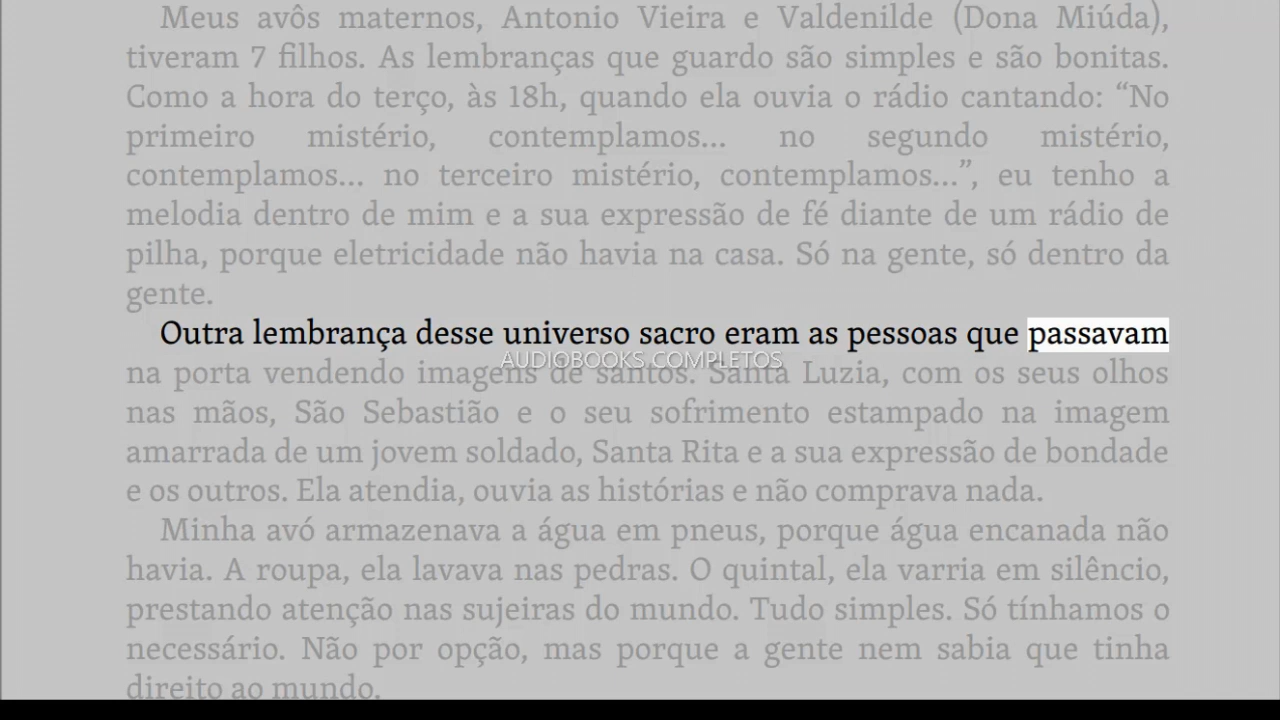 Meus avôs maternos, Antonio Vieira e Valdenilde (Dona Miúda),
tiveram 7 filhos. As lembranças que guardo são simples e são bonitas.
Como a hora do terço, às 18h, quando ela ouvia o rádio cantando: “No
primeiro mistério, contemplamos... no segundo mistério,
contemplamos... no terceiro mistério, contemplamos...”, eu tenho a
melodia dentro de mim e a sua expressão de fé diante de um rádio de
pilha, porque eletricidade não havia na casa. Só na gente, só dentro da
gente.
Outra lembrança desse universo sacro eram as pessoas que passavam
AUDIOBOOKS COMPLETOS
na porta vendendo imagens de santos. Santa Luzia, com os seus olhos
nas mãos, São Sebastião e o seu sofrimento estampado na imagem
amarrada de um jovem soldado, Santa Rita e a sua expressão de bondade
e os outros. Ela atendia, ouvia as histórias e não comprava nada.
Minha avó armazenava a água em pneus, porque água encanada não
havia. A roupa, ela lavava nas pedras. O quintal, ela varria em silêncio,
prestando atenção nas sujeiras do mundo. Tudo simples. Só tínhamos o
necessário. Não por opção, mas porque a gente nem sabia que tinha
direito ao mundo.